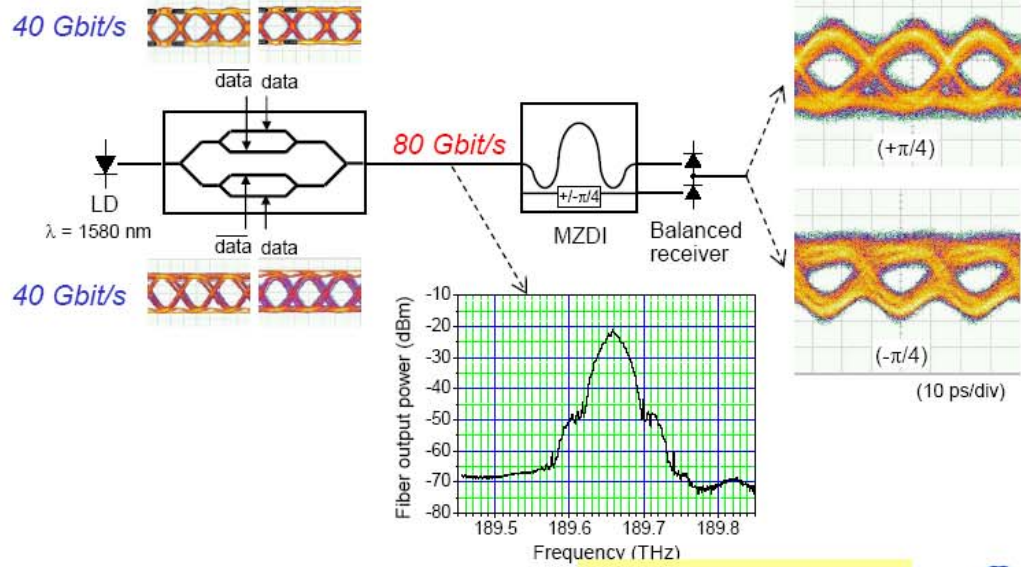 40 Gbit/s
data data
80 Gbit/s
LD
λ = 1580 nm
+/-π/4
MZDI
Balanced
receiver
data data
40 Gbit/s
(+π/4)
(-π/4)
(10 ps/div)
Fiber output power (dBm)
-10
-20
-30
-40
-50
-60
-70
-80
189.5 189.6 189.7 189.8
Frequency (THz)